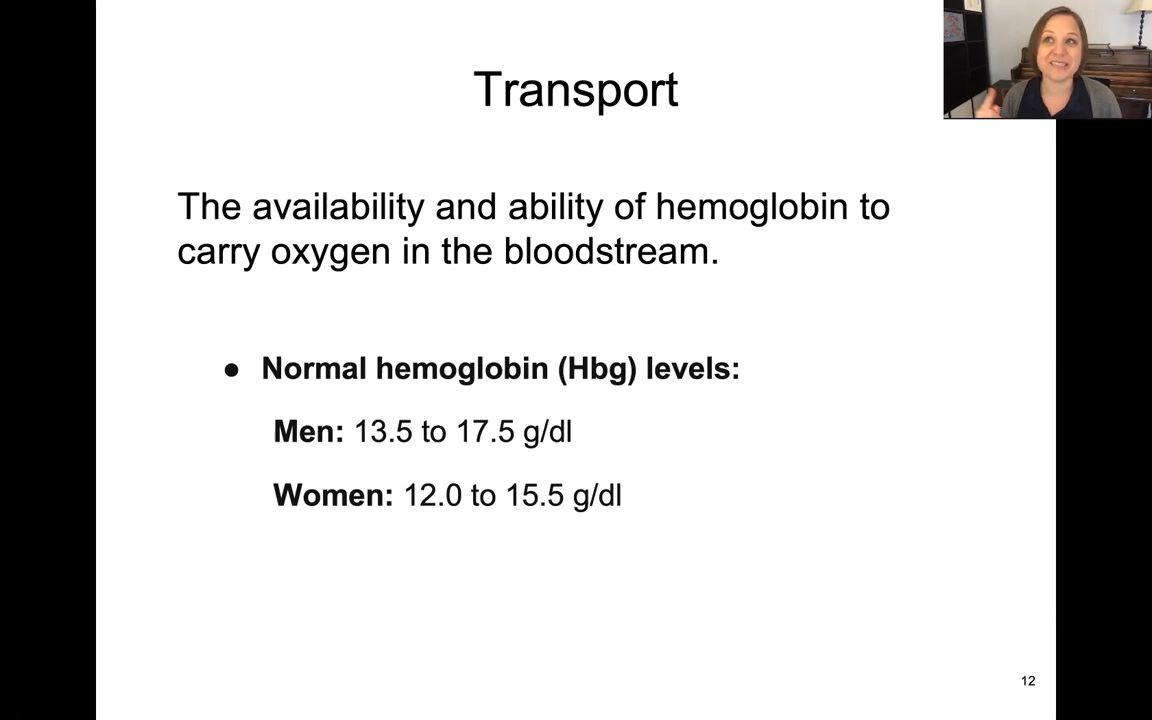 Transport
The availability and ability of hemoglobin to
carry oxygen in the bloodstream.
● Normal hemoglobin (Hbg) levels:
Men: 13.5 to 17.5 g/dl
Women: 12.0 to 15.5 g/dl
12